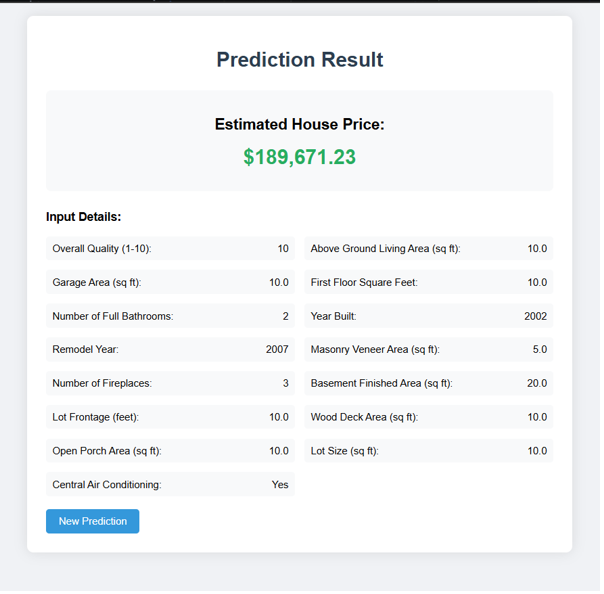 Prediction Result
Estimated House Price:
$189,671.23
Input Details:
Overall Quality (1-10): 10
Above Ground Living Area (sq ft): 10.0
Garage Area (sq ft): 10.0
First Floor Square Feet: 10.0
Number of Full Bathrooms: 2
Year Built: 2002
Remodel Year: 2007
Masonry Veneer Area (sq ft): 5.0
Number of Fireplaces: 3
Basement Finished Area (sq ft): 20.0
Lot Frontage (feet): 10.0
Wood Deck Area (sq ft): 10.0
Open Porch Area (sq ft): 10.0
Lot Size (sq ft): 10.0
Central Air Conditioning: Yes
New Prediction